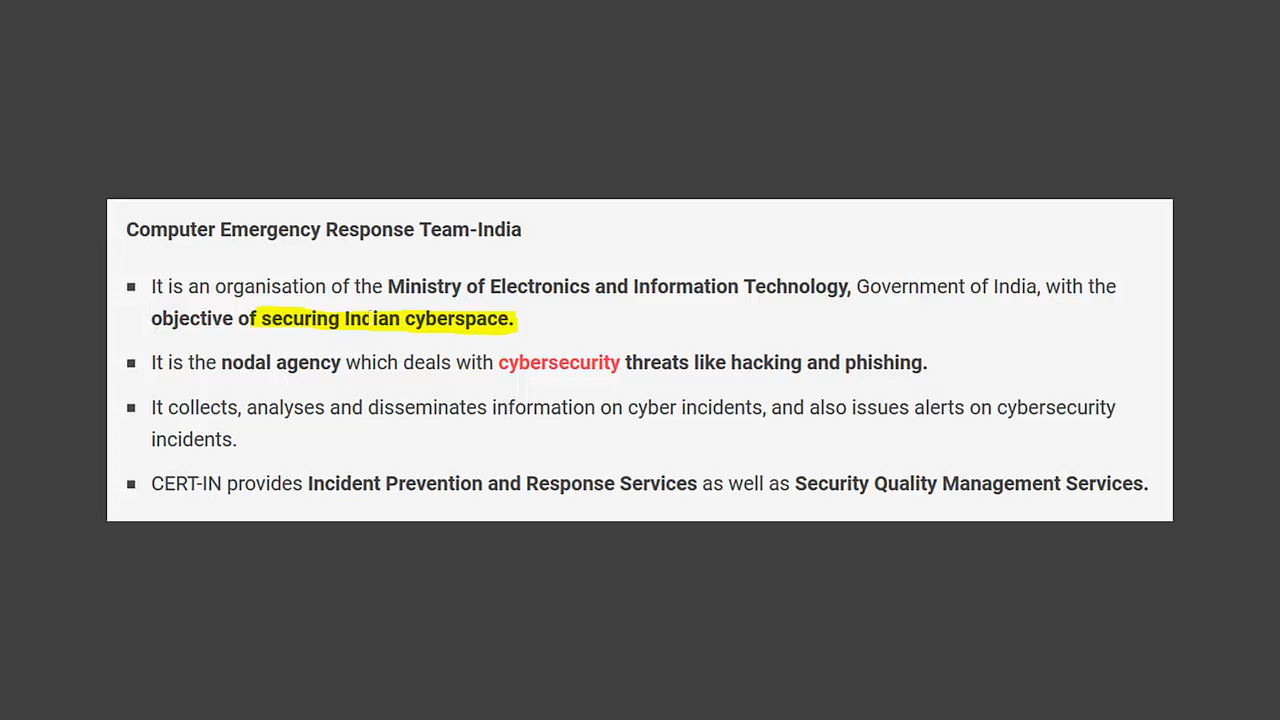 Computer Emergency Response Team-India
It is an organisation of the Ministry of Electronics and Information Technology, Government of India, with the
objective of securing Indian cyberspace.
It is the nodal agency which deals with cybersecurity threats like hacking and phishing.
It collects, analyses and disseminates information on cyber incidents, and also issues alerts on cybersecurity
incidents.
CERT-IN provides Incident Prevention and Response Services as well as Security Quality Management Services.